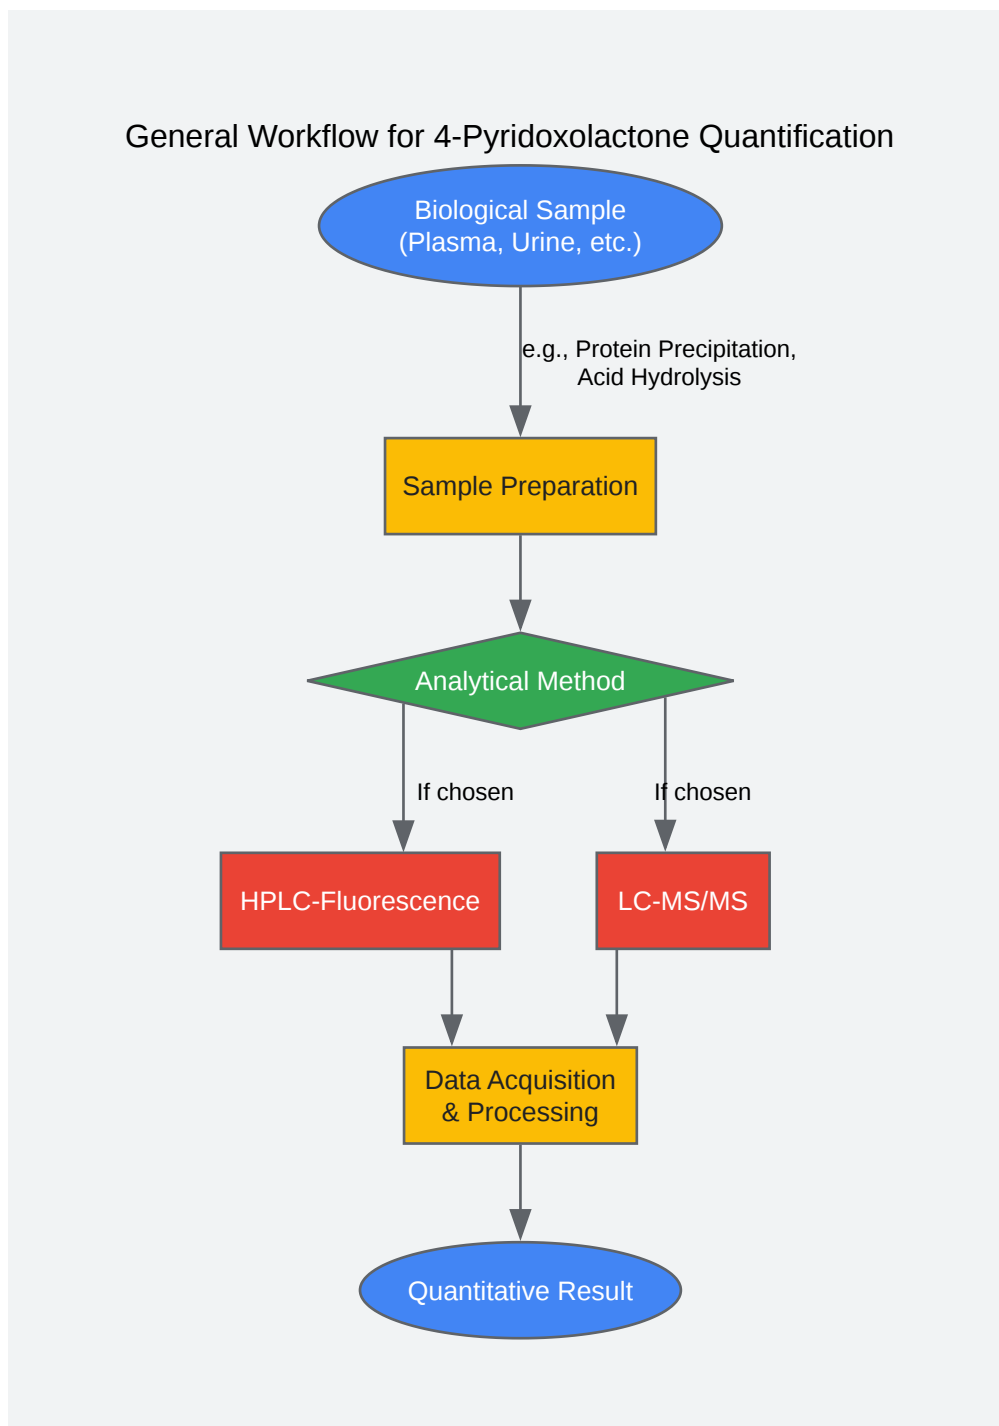 General Workflow for 4-Pyridoxolactone Quantification
Biological Sample
(Plasma, Urine, etc.)
e.g., Protein Precipitation,
Acid Hydrolysis
Sample Preparation
Analytical Method
If chosen
If chosen
HPLC-Fluorescence
LC-MS/MS
Data Acquisition
& Processing
Quantitative Result